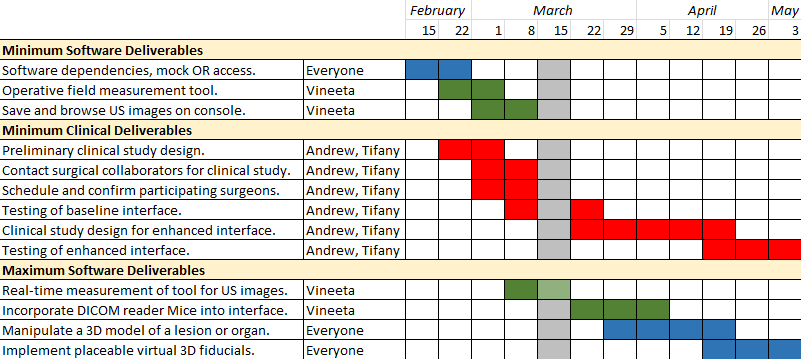 February March April May
15 22 1 8 15 22 29 5 12 19 26 3
Minimum Software Deliverables
Software dependencies, mock OR access. Everyone
Operative field measurement tool. Vineeta
Save and browse US images on console. Vineeta
Minimum Clinical Deliverables
Preliminary clinical study design. Andrew, Tifany
Contact surgical collaborators for clinical study. Andrew, Tifany
Schedule and confirm participating surgeons. Andrew, Tifany
Testing of baseline interface. Andrew, Tifany
Clinical study design for enhanced interface. Andrew, Tifany
Testing of enhanced interface. Andrew, Tifany
Maximum Software Deliverables
Real-time measurement of tool for US images. Vineeta
Incorporate DICOM reader Mice into interface. Vineeta
Manipulate a 3D model of a lesion or organ. Everyone
Implement placeable virtual 3D fiducials. Everyone